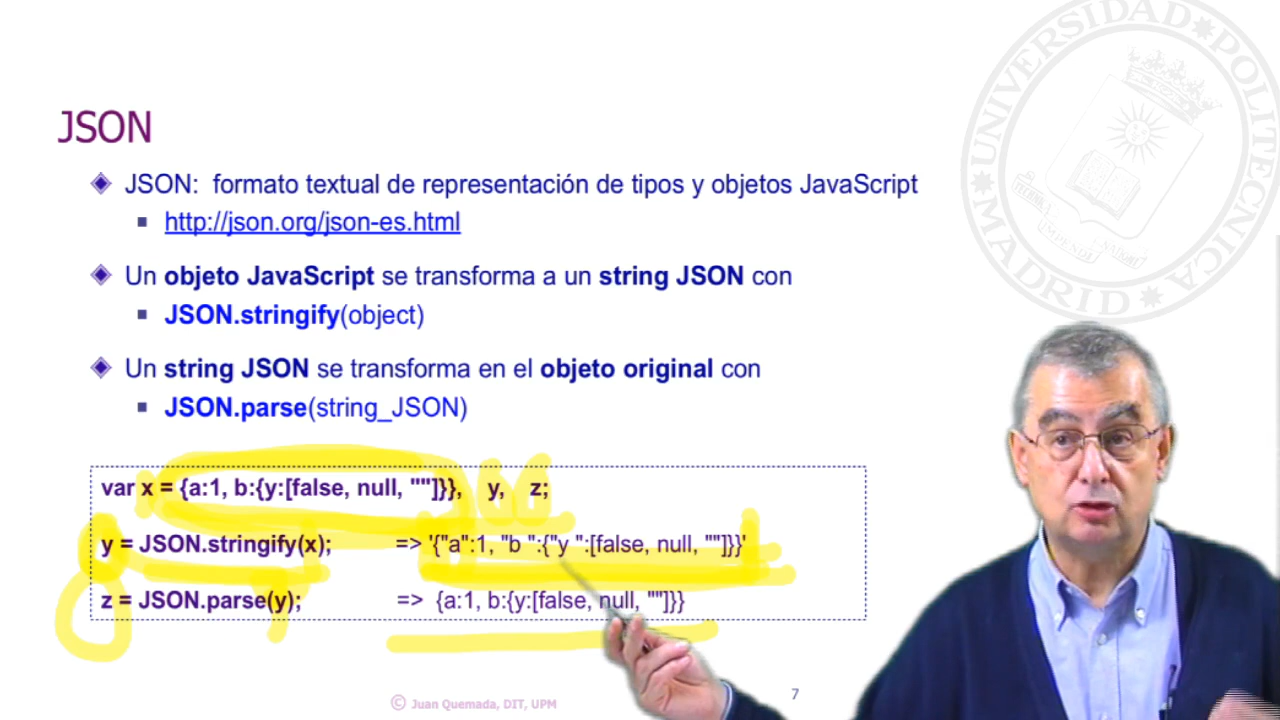 UNIVERSIDAD POLITECNICA
MADRID
JSON
JSON: formato textual de representación de tipos y objetos JavaScript
http://json.org/json-es.html
Un objeto JavaScript se transforma a un string JSON con
JSON.stringify(object)
Un string JSON se transforma en el objeto original con
JSON.parse(string_JSON)
var x = {a:1, b:{y:[false, null, ""]}}, y, z;
y = JSON.stringify(x); => '{"a":1, "b ":{"y ":[false, null, ""]}}'
z = JSON.parse(y); => {a:1, b:{y:[false, null, ""]}}
© Juan Quemada, DIT, UPM
7